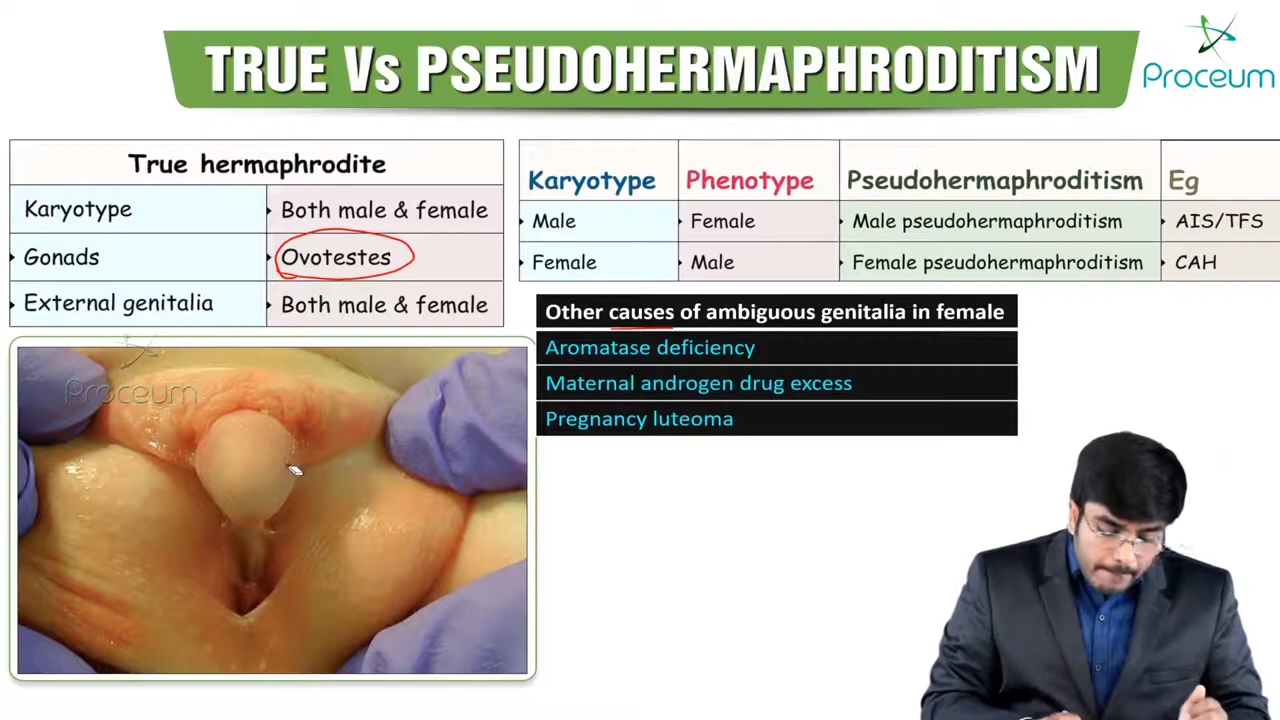 TRUE Vs PSEUDOHERMAPHRODITISM
Proceum
True hermaphrodite
Karyotype Both male & female
Gonads Ovotestes
External genitalia Both male & female
Karyotype Phenotype Pseudohermaphroditism Eg
Male Female Male pseudohermaphroditism AIS/TFS
Female Male Female pseudohermaphroditism CAH
Other causes of ambiguous genitalia in female
Aromatase deficiency
Maternal androgen drug excess
Pregnancy luteoma
Proceum